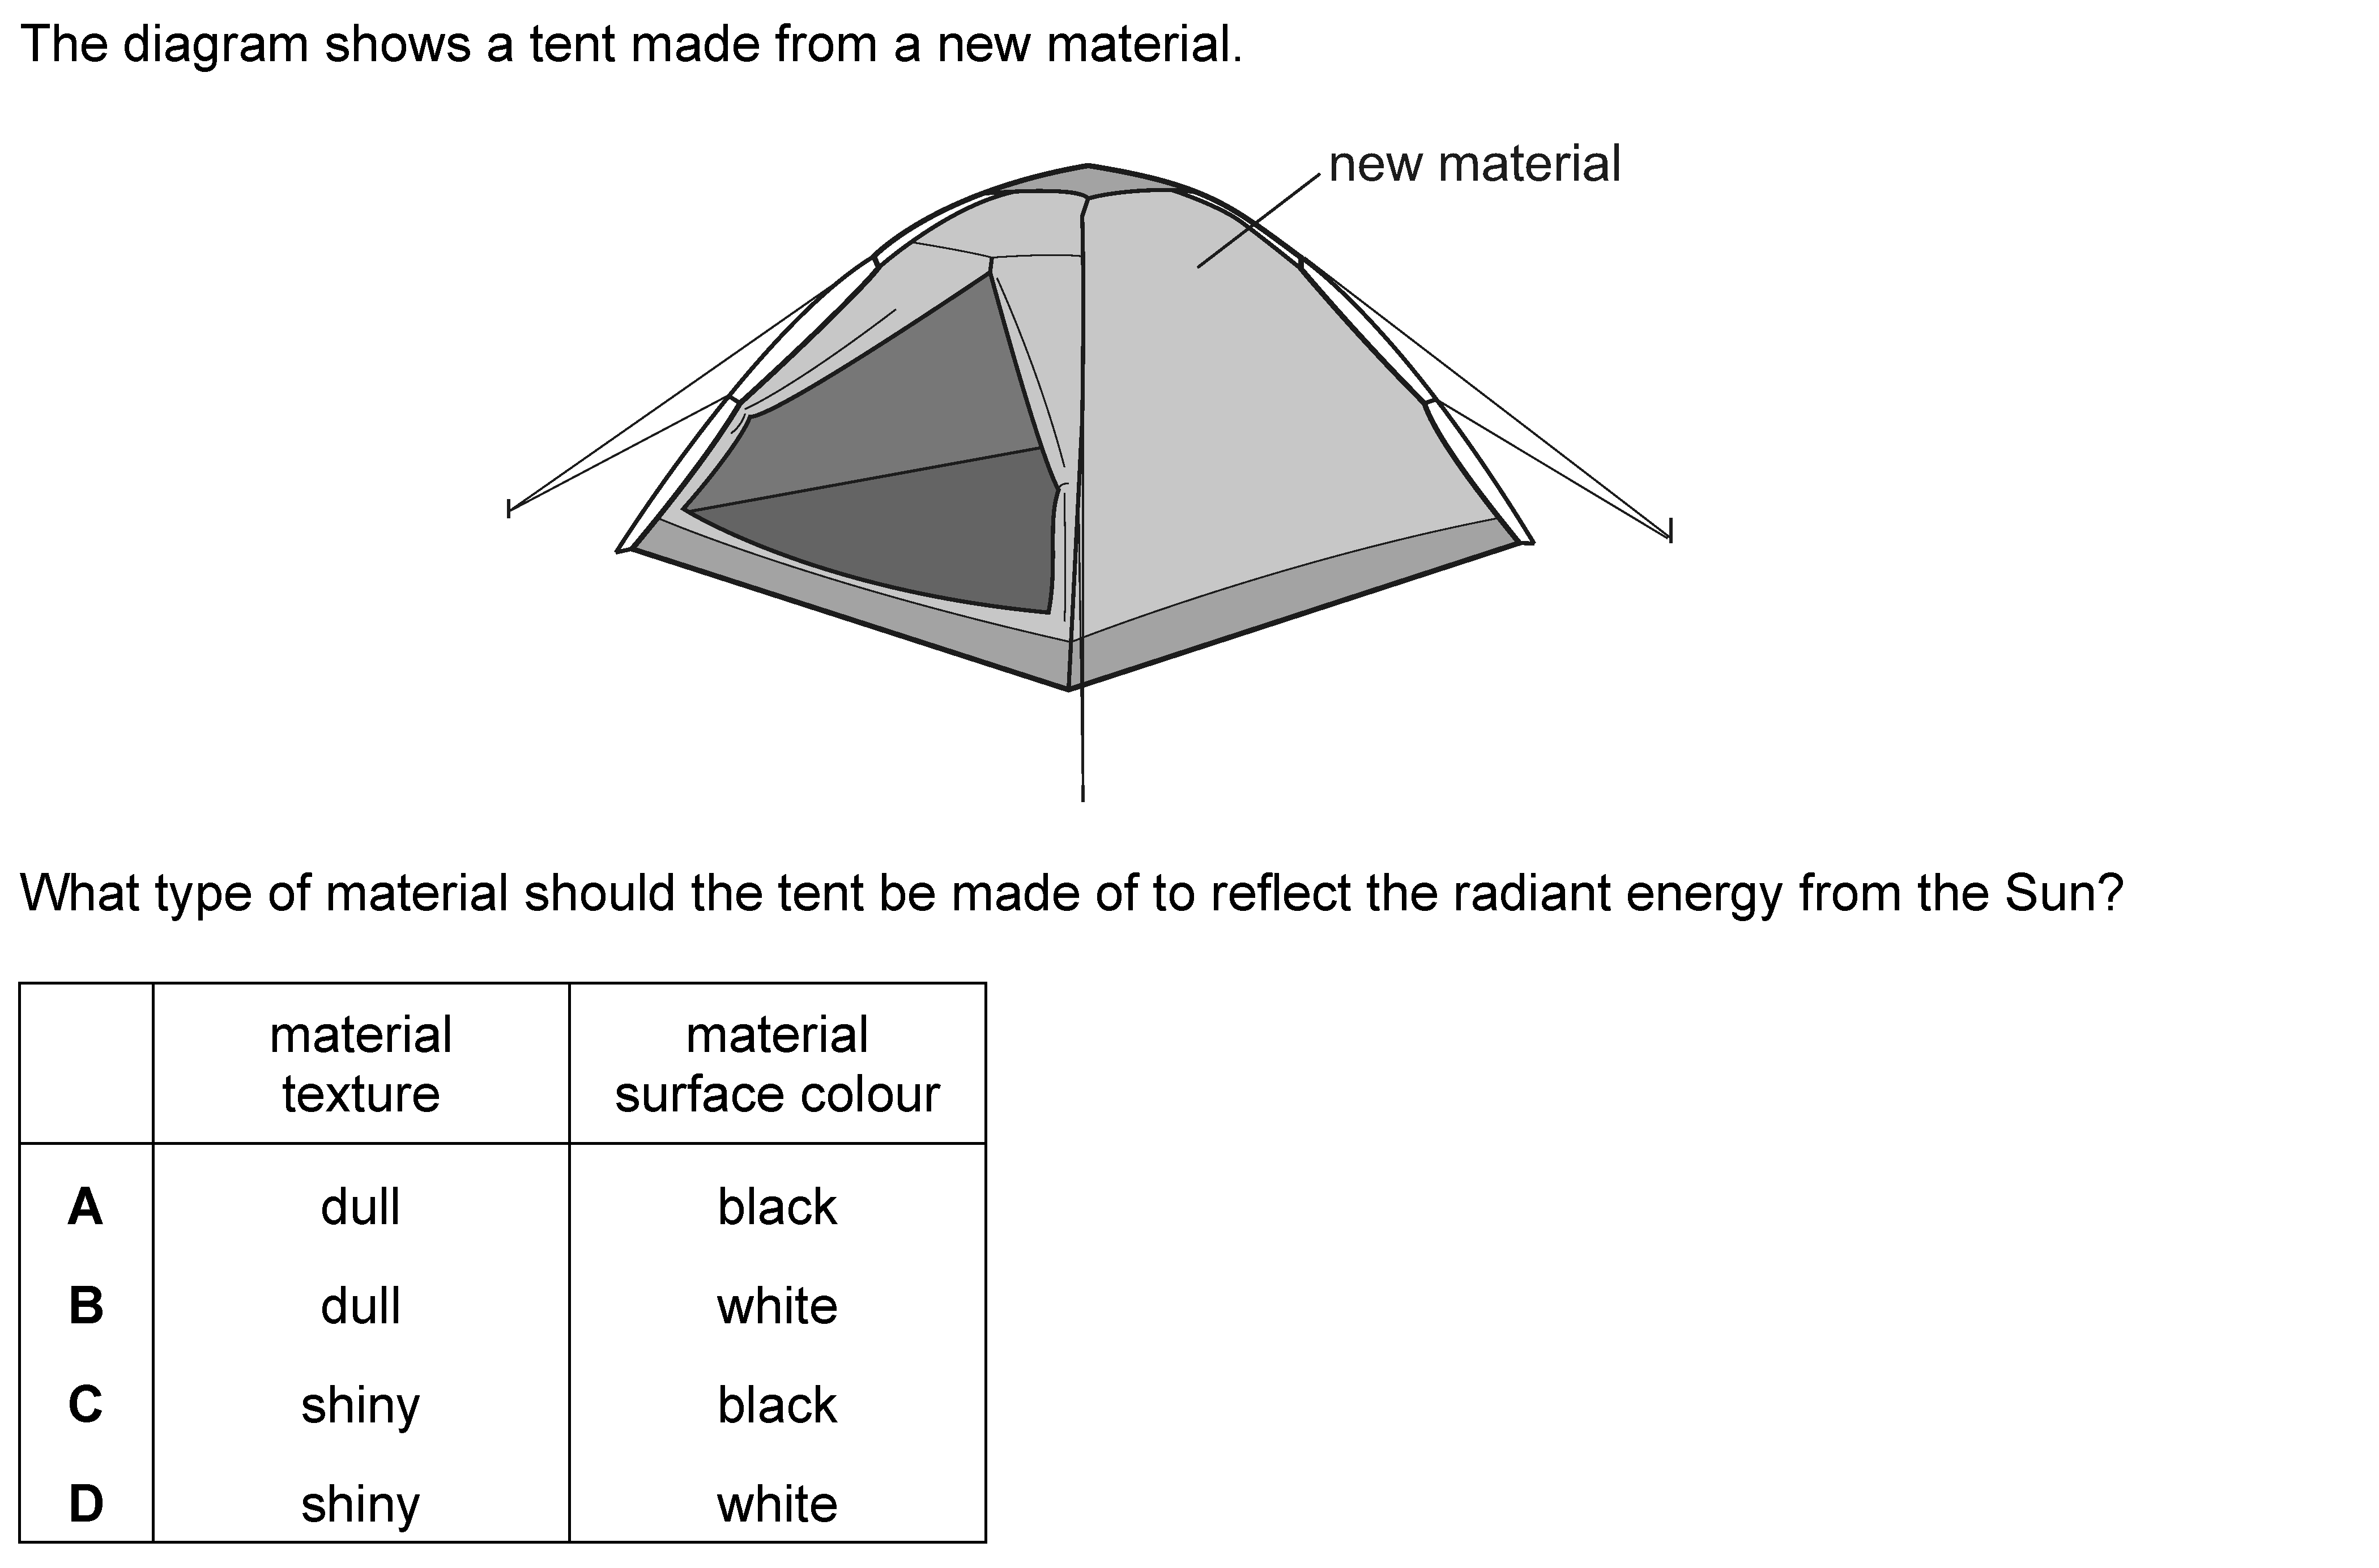 The diagram shows a tent made from a new material.
new material
What type of material should the tent be made of to reflect the radiant energy from the Sun?
material texture material surface colour
A dull black
B dull white
C shiny black
D shiny white